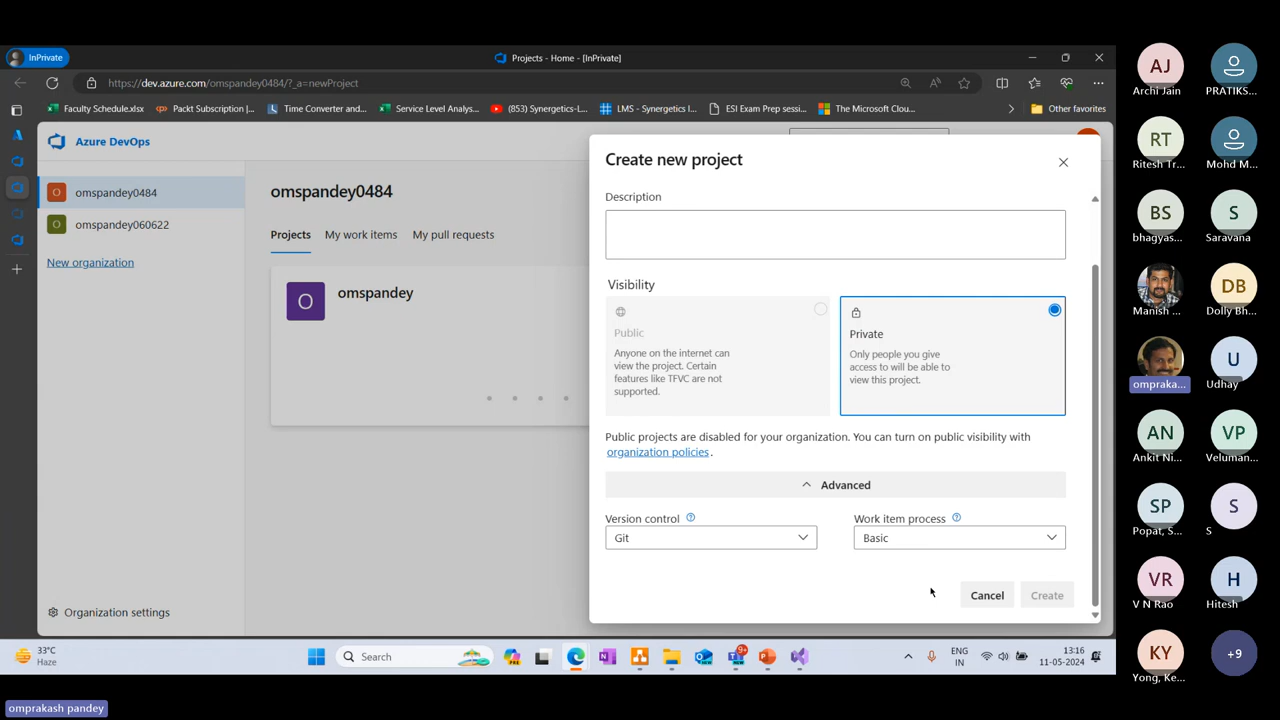 InPrivate
Projects - Home - [InPrivate]
https://dev.azure.com/omspandey0484/?_a=newProject
Faculty Schedule.xlsx
Packt Subscription |...
Time Converter and...
Service Level Analys...
(853) Synergetics-L...
LMS - Synergetics I...
ESI Exam Prep sessi...
The Microsoft Clou...
Other favorites
Azure DevOps
O
omspandey0484
O
omspandey060622
New organization
Organization settings
omspandey0484
Projects
My work items
My pull requests
O
omspandey
Create new project
Description
Visibility
Public
Anyone on the internet can
view the project. Certain
features like TFVC are not
supported.
Private
Only people you give
access to will be able to
view this project.
Public projects are disabled for your organization. You can turn on public visibility with
organization policies.
Advanced
Version control
Work item process
Git
Basic
Cancel
Create
33°C
Haze
Search
PRE
NEW
9+
ENG
IN
13:16
11-05-2024
omprakash pandey
AJ
Archi Jain
PRATIKS...
RT
Ritesh Tr...
Mohd M...
BS
bhagyas...
S
Saravana
Manish ...
DB
Dolly Bh...
ompraka...
U
Udhay
AN
Ankit Ni...
VP
Veluman...
SP
Popat, S...
S
S
VR
V N Rao
H
Hitesh
KY
Yong, Ke...
+9